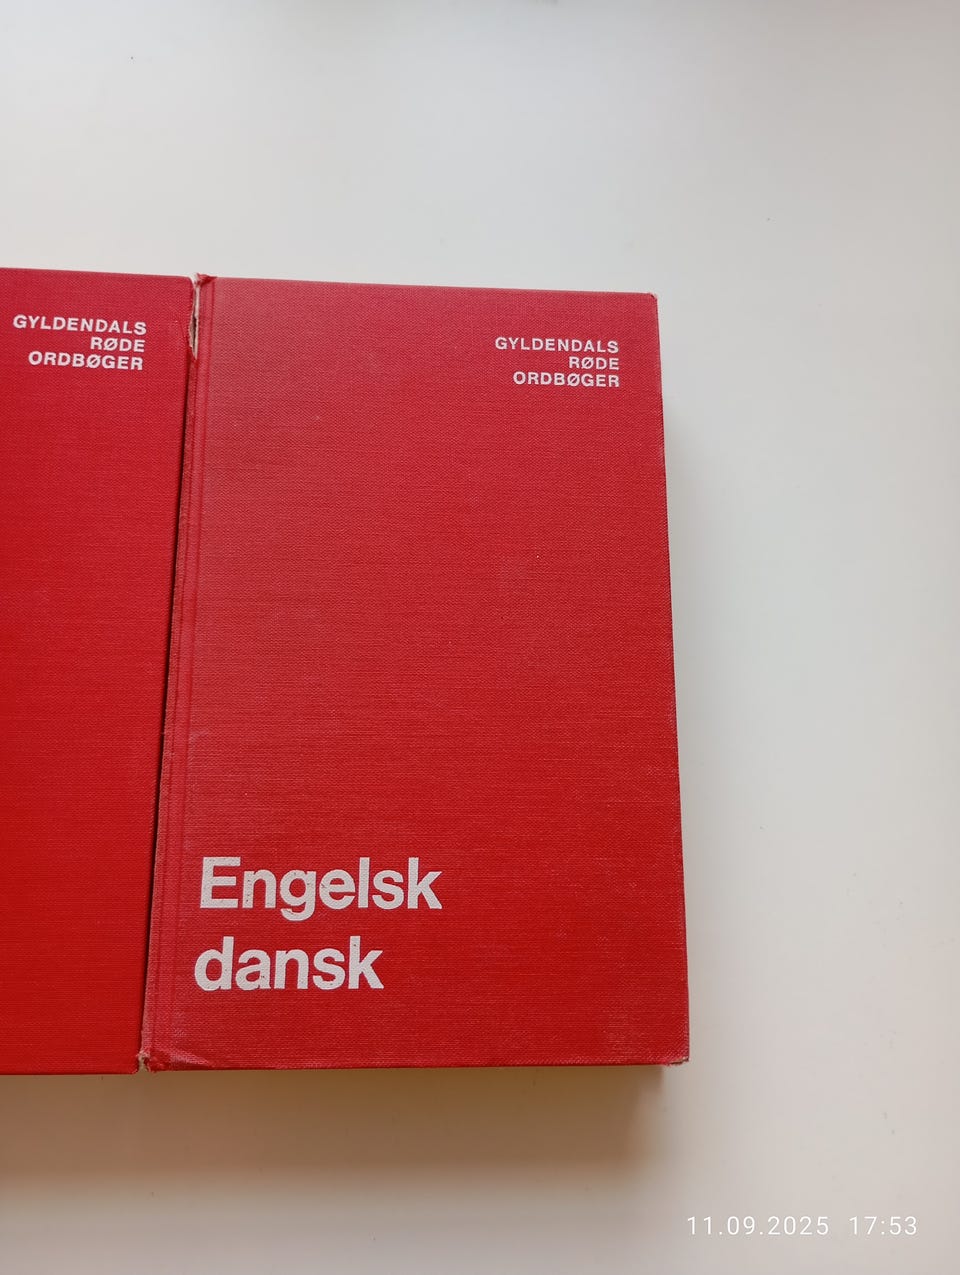 GYLDENDALS
RØDE
ORDBØGER
GYLDENDALS
RØDE
ORDBØGER
Engelsk
dansk
11.09.2025 17:53